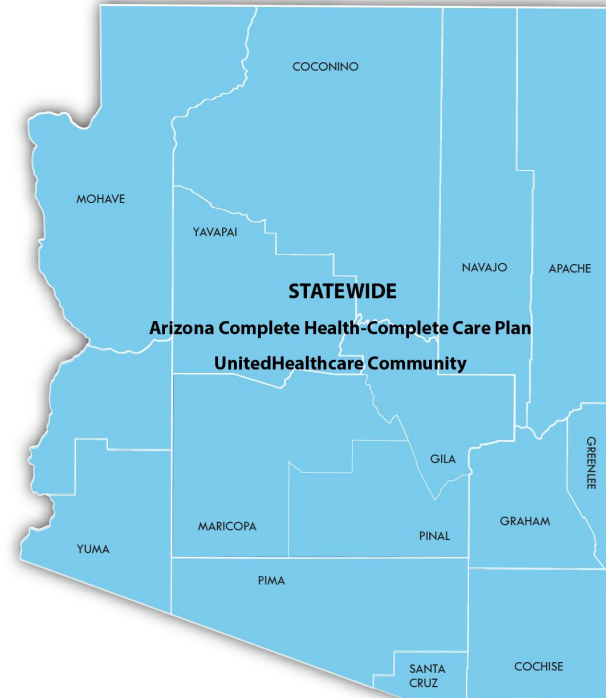 COCONINO
MOHAVE
YAVAPAI
NAVAJO
APACHE
STATEWIDE
Arizona Complete Health-Complete Care Plan
UnitedHealthcare Community
GREENLEE
GILA
MARICOPA
PINAL
GRAHAM
YUMA
PIMA
SANTA
CRUZ
COCHISE